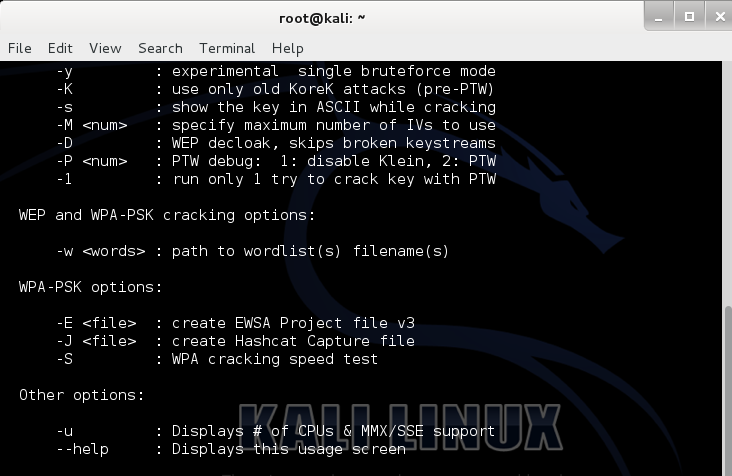 root@kali: ~
File Edit View Search Terminal Help
-y : experimental single bruteforce mode
-K : use only old KoreK attacks (pre-PTW)
-s : show the key in ASCII while cracking
-M <num> : specify maximum number of IVs to use
-D : WEP decloak, skips broken keystreams
-P <num> : PTW debug: 1: disable Klein, 2: PTW
-1 : run only 1 try to crack key with PTW
WEP and WPA-PSK cracking options:
-w <words> : path to wordlist(s) filename(s)
WPA-PSK options:
-E <file> : create EWSA Project file v3
-J <file> : create Hashcat Capture file
-S : WPA cracking speed test
Other options:
KALI LINUX
-u : Displays # of CPUs & MMX/SSE support
--help : Displays this usage screen